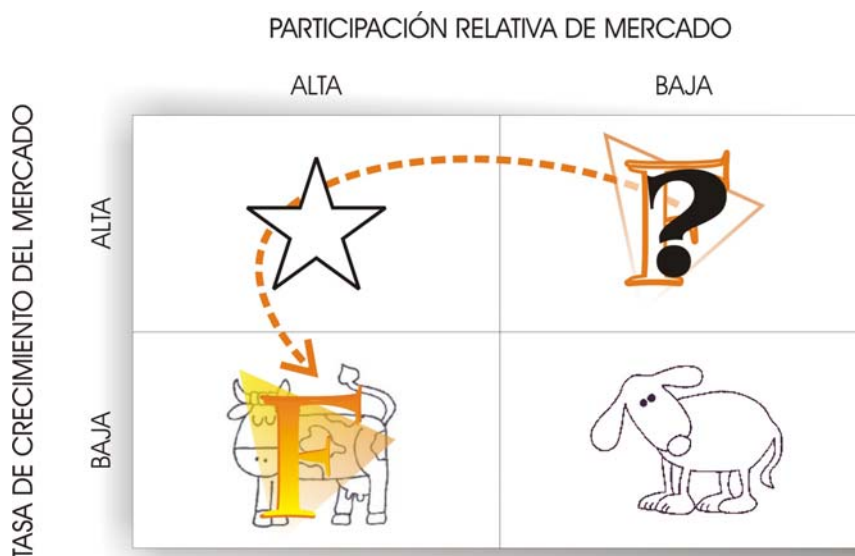 PARTICIPACIÓN RELATIVA DE MERCADO
ALTA BAJA
TASA DE CRECIMIENTO DEL MERCADO
ALTA
?
BAJA
F